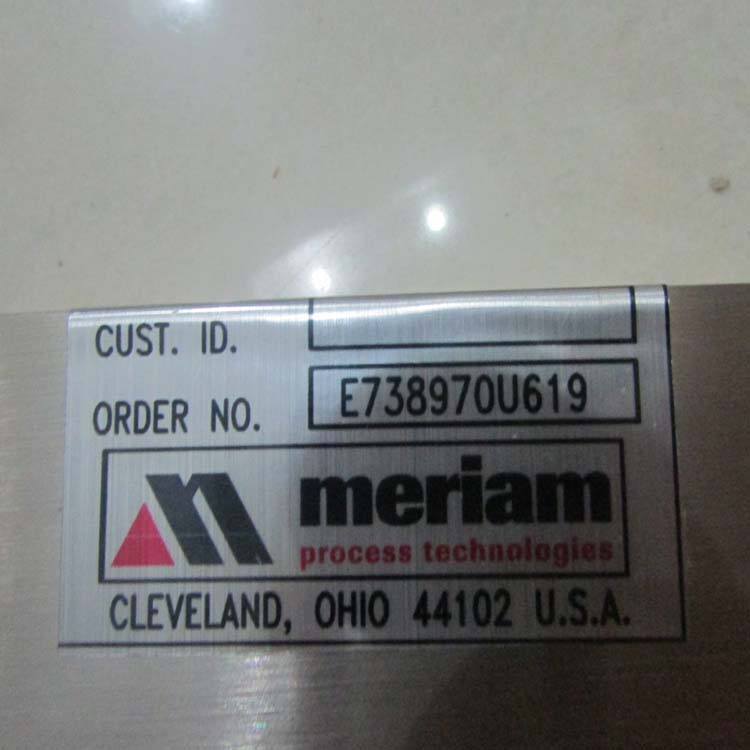 CUST. ID.
ORDER NO. E738970U619
meriam
process technologies
CLEVELAND, OHIO 44102 U.S.A.